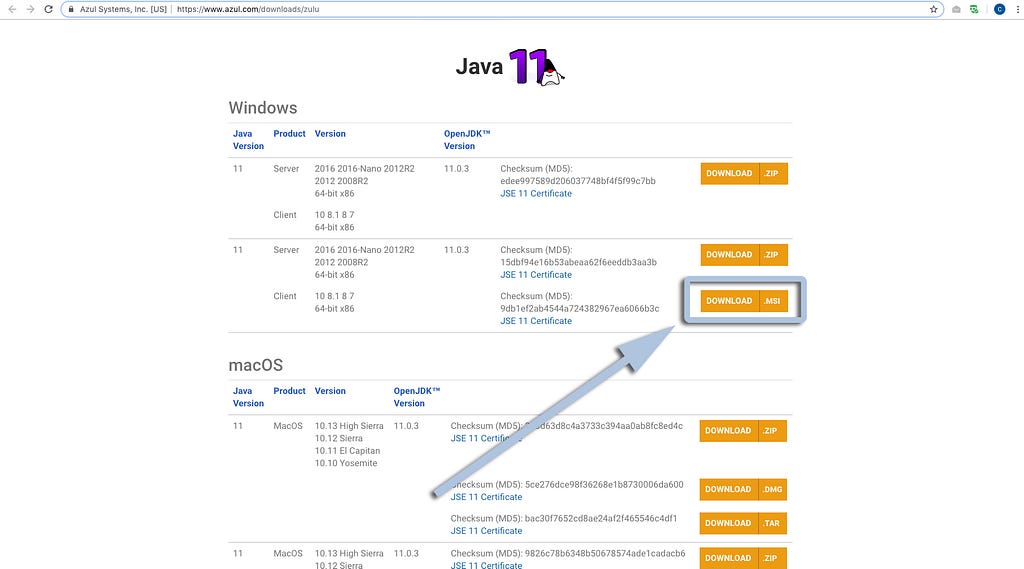 Azul Systems, Inc. [US] | https://www.azul.com/downloads/zulu
C
Java 11
Windows
Java Version Product Version OpenJDK™ Version
11 Server 2016 2016-Nano 2012R2 11.0.3 Checksum (MD5): DOWNLOAD .ZIP
2012 2008R2 edee997589d206037748bf4f5f99c7bb
64-bit x86 JSE 11 Certificate
Client 10 8.1 8 7
64-bit x86
11 Server 2016 2016-Nano 2012R2 11.0.3 Checksum (MD5): DOWNLOAD .ZIP
2012 2008R2 15dbf94e16b53abeaa62f6eeddb3aa3b
64-bit x86 JSE 11 Certificate
Client 10 8.1 8 7 Checksum (MD5): DOWNLOAD .MSI
64-bit x86 9db1ef2ab4544a724382967ea6066b3c
JSE 11 Certificate
macOS
Java Version Product Version OpenJDK™ Version
11 MacOS 10.13 High Sierra 11.0.3 Checksum (MD5): DOWNLOAD .ZIP
10.12 Sierra JSE 11
10.11 El Capitan
10.10 Yosemite
Checksum (MD5): 5ce276dce98f36268e1b8730006da600 DOWNLOAD .DMG
JSE 11 Certificate
Checksum (MD5): bac30f7652cd8ae24af2f465546c4df1 DOWNLOAD .TAR
JSE 11 Certificate
11 MacOS 10.13 High Sierra 11.0.3 Checksum (MD5): 9826c78b6348b50678574ade1cadacb6 DOWNLOAD .ZIP
10.12 Sierra JSE 11 Certificate